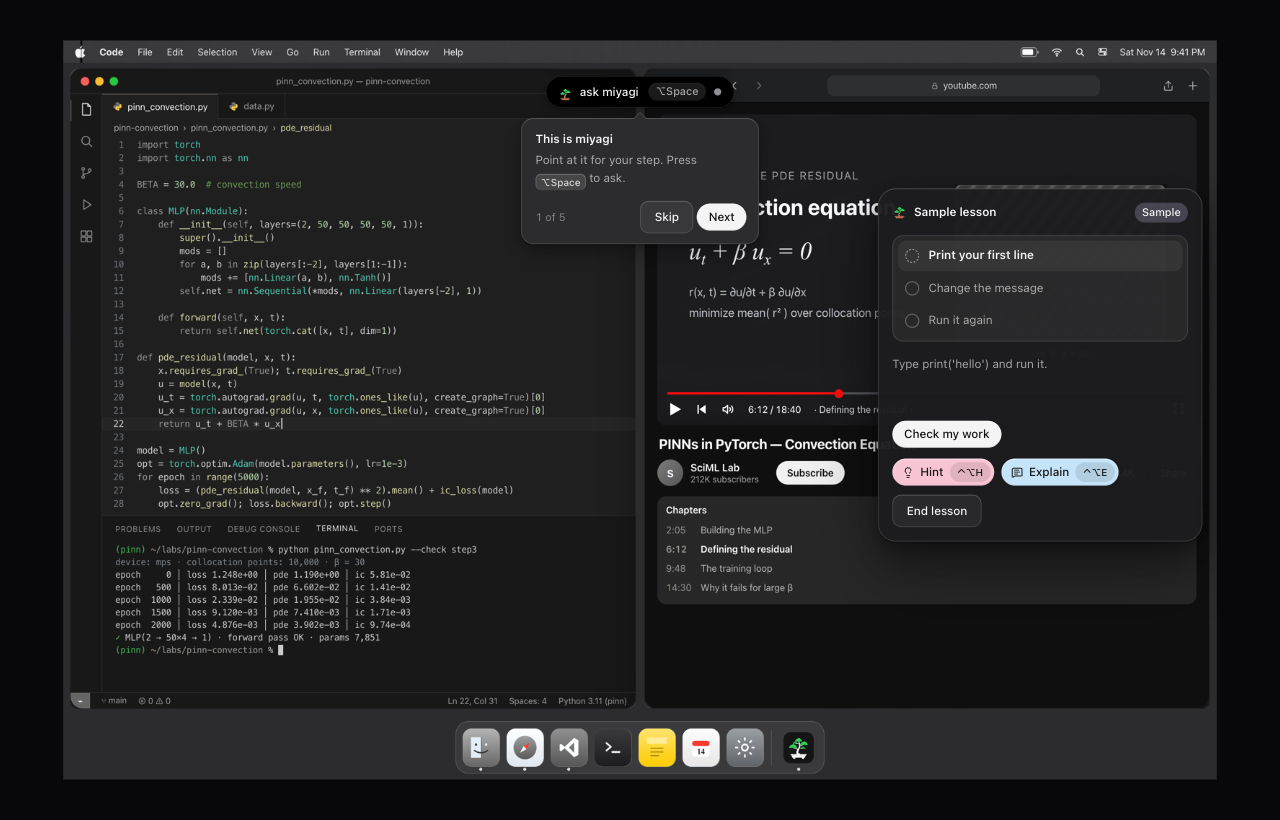 Code File Edit Selection View Go Run Terminal Window Help
Sat Nov 14 9:41 PM
pinn_convection.py — pinn-convection
pinn_convection.py
data.py
pinn-convection › pinn_convection.py › pde_residual
1 import torch
2 import torch.nn as nn
3
4 BETA = 30.0 # convection speed
5
6 class MLP(nn.Module):
7 def __init__(self, layers=(2, 50, 50, 50, 50, 1)):
8 super().__init__()
9 mods = []
10 for a, b in zip(layers[:-2], layers[1:-1]):
11 mods += [nn.Linear(a, b), nn.Tanh()]
12 self.net = nn.Sequential(*mods, nn.Linear(layers[-2], 1))
13
14 def forward(self, x, t):
15 return self.net(torch.cat([x, t], dim=1))
16
17 def pde_residual(model, x, t):
18 x.requires_grad_(True); t.requires_grad_(True)
19 u = model(x, t)
20 u_t = torch.autograd.grad(u, t, torch.ones_like(u), create_graph=True)[0]
21 u_x = torch.autograd.grad(u, x, torch.ones_like(u), create_graph=True)[0]
22 return u_t + BETA * u_x
23
24 model = MLP()
25 opt = torch.optim.Adam(model.parameters(), lr=1e-3)
26 for epoch in range(5000):
27 loss = (pde_residual(model, x_f, t_f) ** 2).mean() + ic_loss(model)
28 opt.zero_grad(); loss.backward(); opt.step()
PROBLEMS OUTPUT DEBUG CONSOLE TERMINAL PORTS
(pinn) ~/labs/pinn-convection % python pinn_convection.py --check step3
device: mps · collocation points: 10,000 · β = 30
epoch 0 │ loss 1.248e+00 │ pde 1.190e+00 │ ic 5.81e-02
epoch 500 │ loss 8.013e-02 │ pde 6.602e-02 │ ic 1.41e-02
epoch 1000 │ loss 2.339e-02 │ pde 1.955e-02 │ ic 3.84e-03
epoch 1500 │ loss 9.120e-03 │ pde 7.410e-03 │ ic 1.71e-03
epoch 2000 │ loss 4.876e-03 │ pde 3.902e-03 │ ic 9.74e-04
✓ MLP(2 → 50×4 → 1) · forward pass OK · params 7,851
(pinn) ~/labs/pinn-convection %
main 0 0
Ln 22, Col 31 Spaces: 4 Python 3.11 (pinn)
ask miyagi ⌥Space
This is miyagi
Point at it for your step. Press
⌥Space to ask.
1 of 5 Skip Next
youtube.com
E PDE RESIDUAL
ction equation
u_t + β u_x = 0
r(x, t) = ∂u/∂t + β ∂u/∂x
minimize mean( r² ) over collocation
6:12 / 18:40 · Defining the
PINNs in PyTorch — Convection
S
SciML Lab
212K subscribers
Subscribe
Chapters
2:05 Building the MLP
6:12 Defining the residual
9:48 The training loop
14:30 Why it fails for large β
Sample lesson Sample
Print your first line
Change the message
Run it again
Type print('hello') and run it.
Check my work
Hint ^⌥H
Explain ^⌥E
End lesson
14